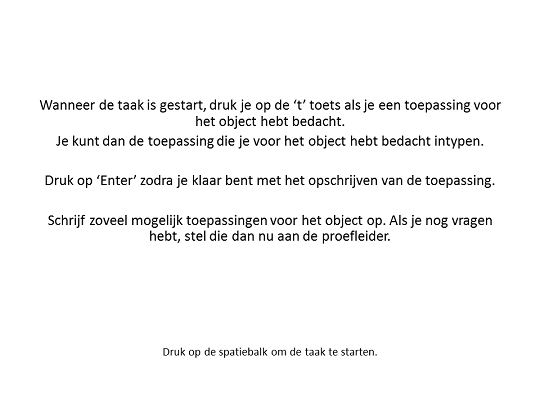 Wanneer de taak is gestart, druk je op de ‘t’ toets als je een toepassing voor
het object hebt bedacht.
Je kunt dan de toepassing die je voor het object hebt bedacht intypen.
Druk op ‘Enter’ zodra je klaar bent met het opschrijven van de toepassing.
Schrijf zoveel mogelijk toepassingen voor het object op. Als je nog vragen
hebt, stel die dan nu aan de proefleider.
Druk op de spatiebalk om de taak te starten.